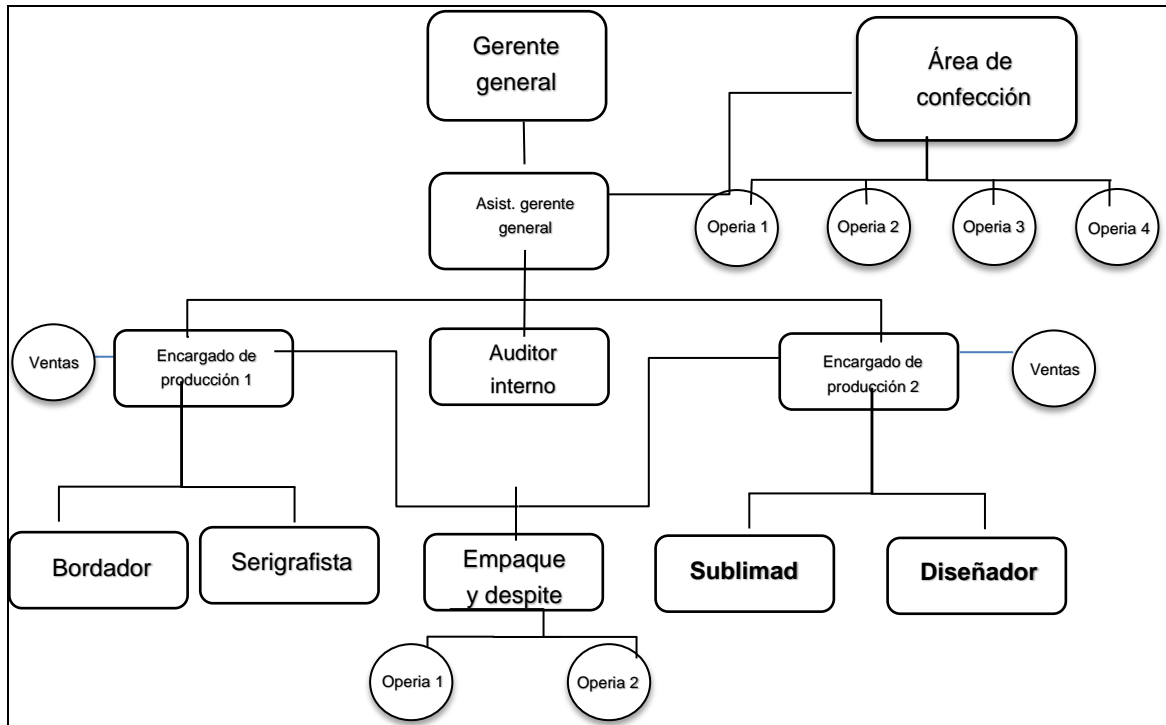 Gerente
general
Área de
confección
Asist. gerente
general
Operia 1
Operia 2
Operia 3
Operia 4
Ventas
Encargado de
producción 1
Auditor
interno
Encargado de
producción 2
Ventas
Bordador
Serigrafista
Empaque
y despite
Sublimad
Diseñador
Operia 1
Operia 2